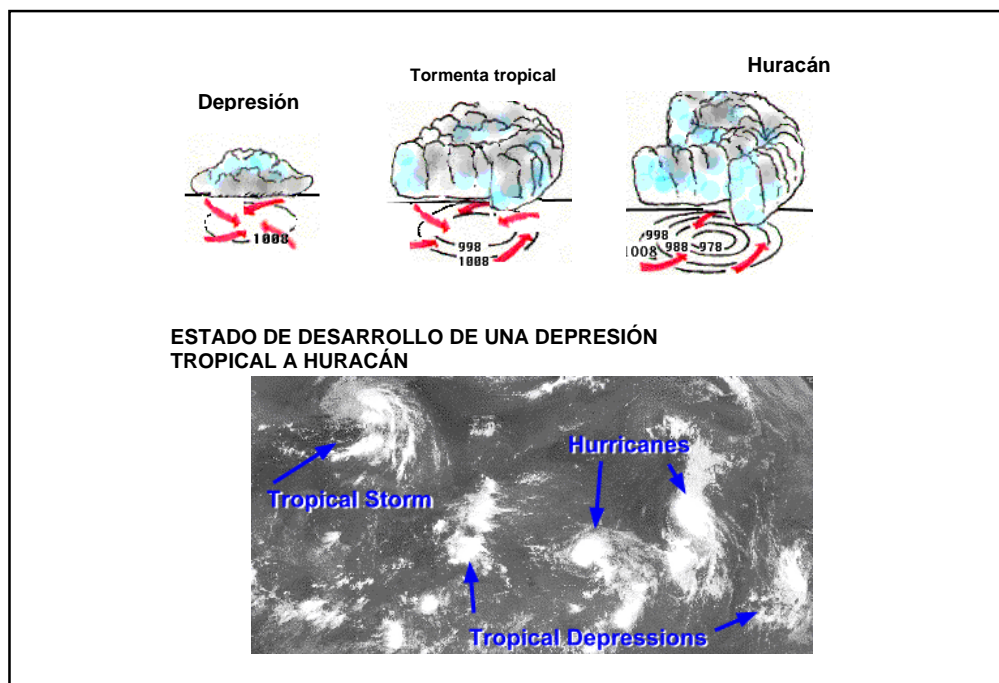 Depresión
Tormenta tropical
Huracán
1008
998
1008
998
1008
988
978
ESTADO DE DESARROLLO DE UNA DEPRESIÓN
TROPICAL A HURACÁN
Hurricanes
Tropical Storm
Tropical Depressions